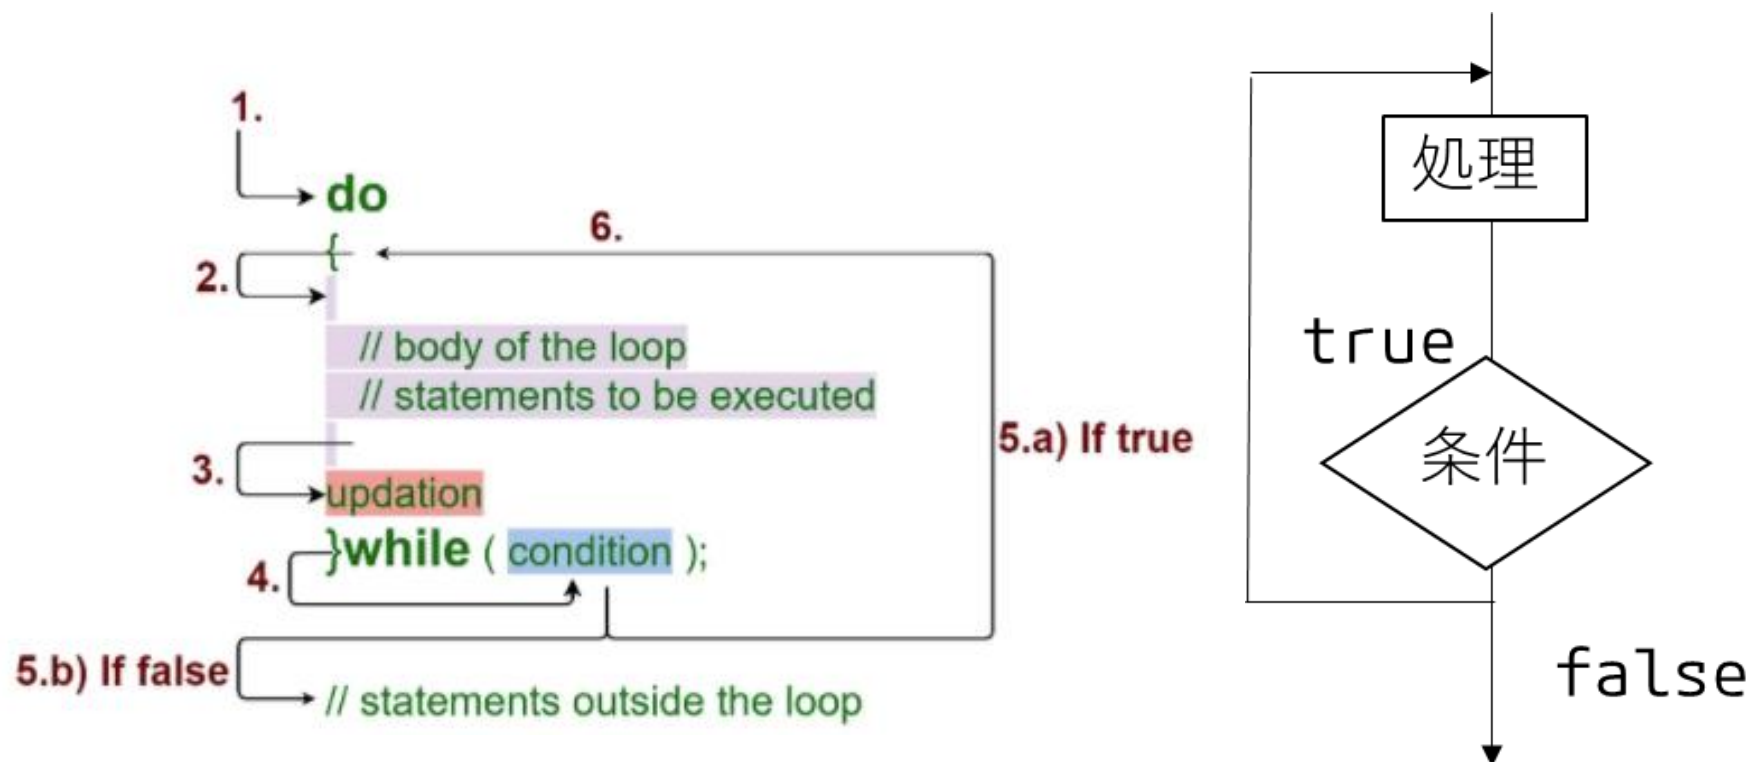 1.
do
6.
{
2.
// body of the loop
// statements to be executed
5.a) If true
3.
updation
}while ( condition );
4.
5.b) If false
// statements outside the loop
処理
true
条件
false